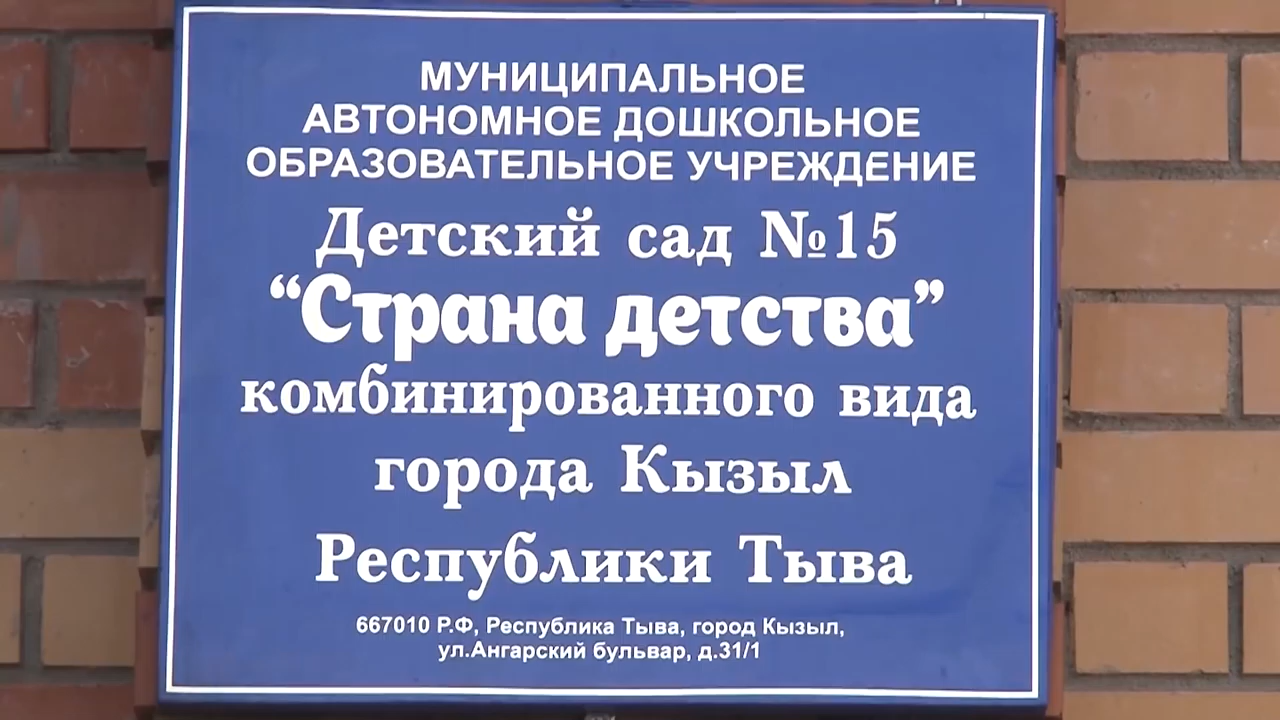 МУНИЦИПАЛЬНОЕ
АВТОНОМНОЕ ДОШКОЛЬНОЕ
ОБРАЗОВАТЕЛЬНОЕ УЧРЕЖДЕНИЕ
Детский сад №15
“Страна детства”
комбинированного вида
города Кызыл
Республики Тыва
667010 Р.Ф, Республика Тыва, город Кызыл,
ул.Ангарский бульвар, д.31/1